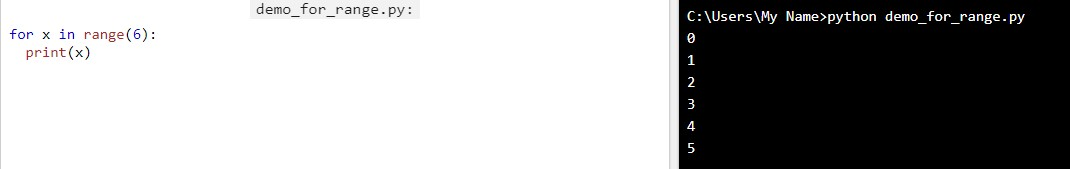 demo_for_range.py:
for x in range(6):
  print(x)
C:\Users\My Name>python demo_for_range.py
0
1
2
3
4
5